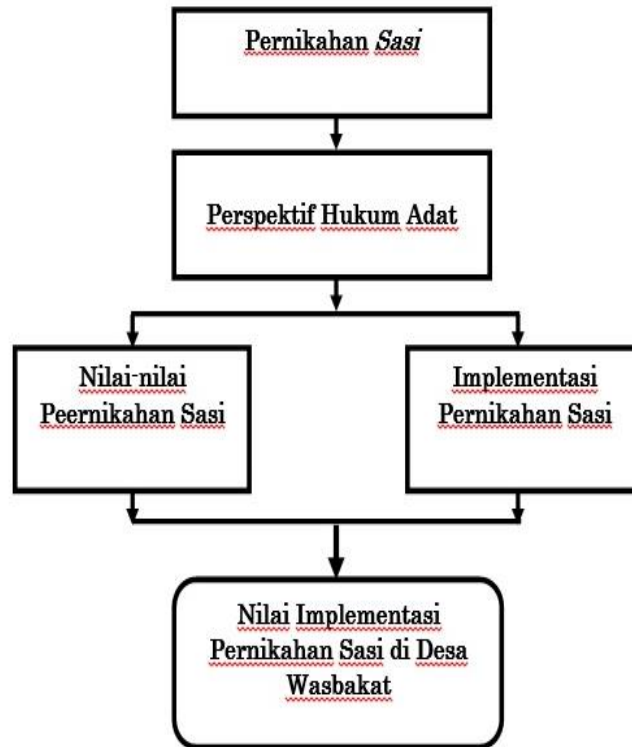 Pernikahan Sasi
Perspektif Hukum Adat
Nilai-nilai
Peernikahan Sasi
Implementasi
Pernikahan Sasi
Nilai Implementasi
Pernikahan Sasi di Desa
Wasbakat